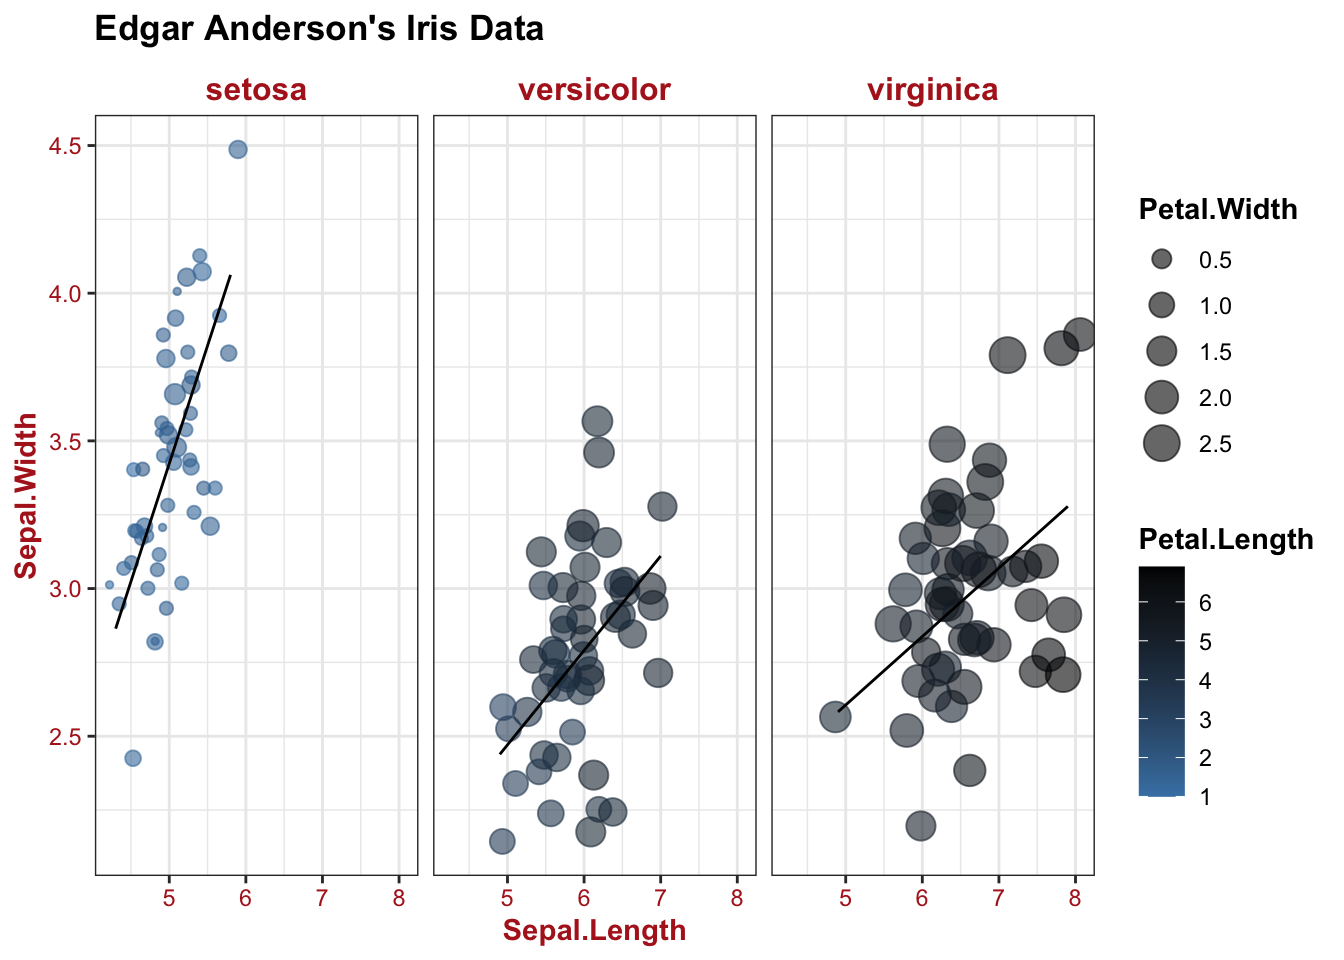 Edgar Anderson's Iris Data
setosa versicolor virginica
4.5
4.0
3.5
3.0
2.5
Sepal.Width
5 6 7 8 5 6 7 8 5 6 7 8
Sepal.Length
Petal.Width
0.5
1.0
1.5
2.0
2.5
Petal.Length
6
5
4
3
2
1